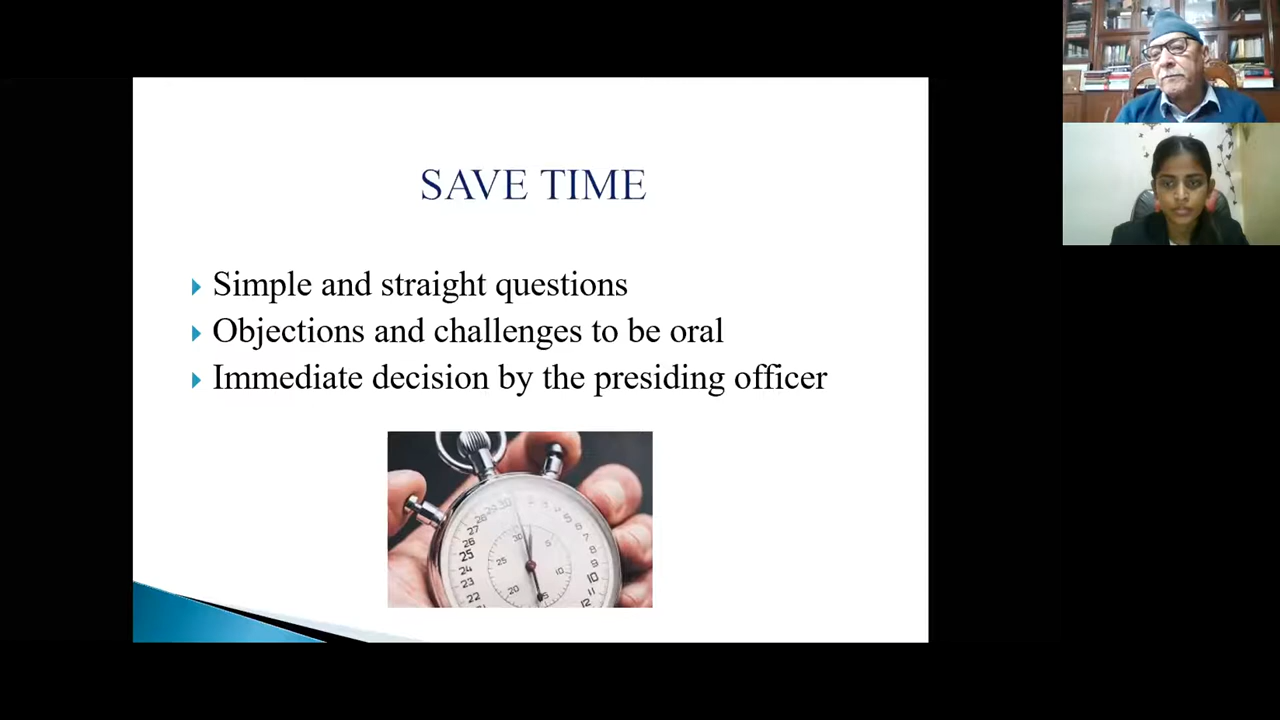 SAVE TIME
Simple and straight questions
Objections and challenges to be oral
Immediate decision by the presiding officer